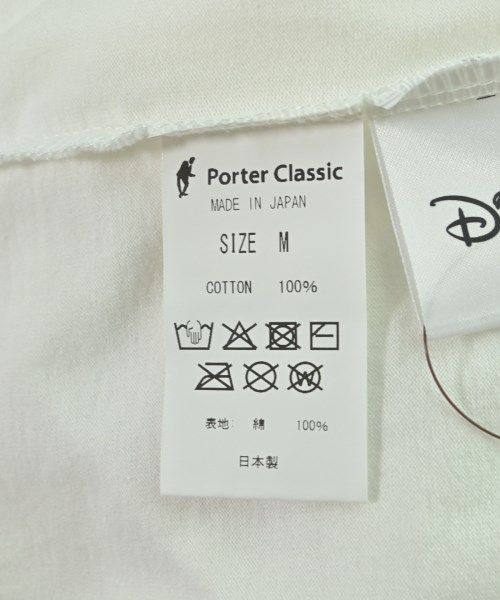 Porter Classic
MADE IN JAPAN
SIZE M
COTTON 100%
表地: 綿 100%
日本製